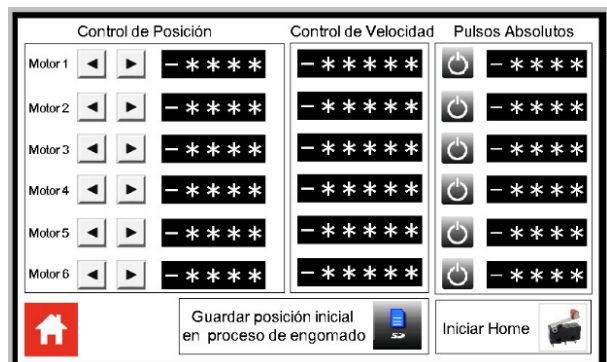 Control de Posición Control de Velocidad Pulsos Absolutos
Motor 1 -**** -***** -****
Motor 2 -**** -***** -****
Motor 3 -**** -***** -****
Motor 4 -**** -***** -****
Motor 5 -**** -***** -****
Motor 6 -**** -***** -****
Guardar posición inicial
en proceso de engomado
SD
Iniciar Home